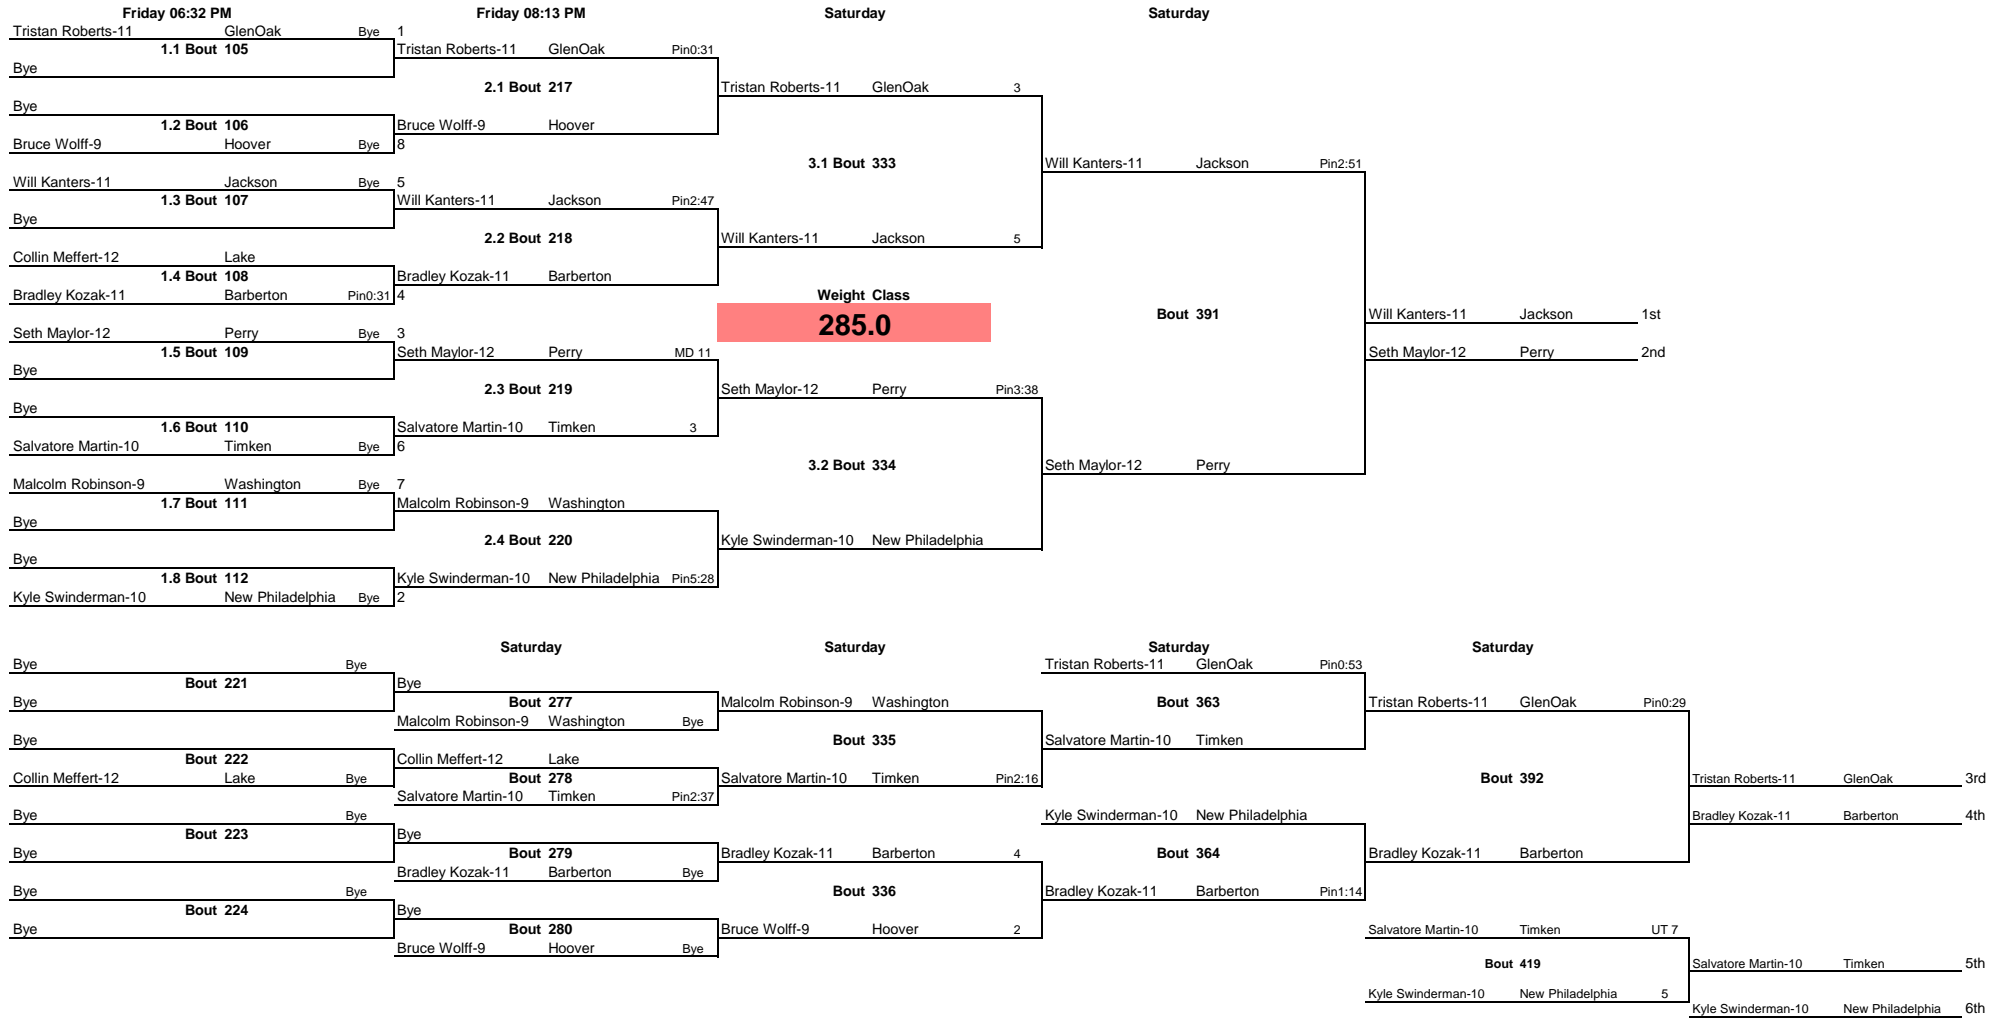 Friday 06:32 PM Friday 08:13 PM Saturday Saturday
Tristan Roberts-11 GlenOak Bye 1
1.1 Bout 105 Tristan Roberts-11 GlenOak Pin0:31
Bye
2.1 Bout 217 Tristan Roberts-11 GlenOak 3
Bye
1.2 Bout 106 Bruce Wolff-9 Hoover
Bruce Wolff-9 Hoover Bye 8
3.1 Bout 333 Will Kanters-11 Jackson Pin2:51
Will Kanters-11 Jackson Bye 5
1.3 Bout 107 Will Kanters-11 Jackson Pin2:47
Bye
2.2 Bout 218 Will Kanters-11 Jackson 5
Collin Meffert-12 Lake
1.4 Bout 108 Bradley Kozak-11 Barberton
Bradley Kozak-11 Barberton Pin0:31 4 Weight Class
Bout 391 Will Kanters-11 Jackson 1st
285.0
Seth Maylor-12 Perry Bye 3
1.5 Bout 109 Seth Maylor-12 Perry MD 11 Seth Maylor-12 Perry 2nd
Bye
2.3 Bout 219 Seth Maylor-12 Perry Pin3:38
Bye
1.6 Bout 110 Salvatore Martin-10 Timken 3
Salvatore Martin-10 Timken Bye 6
3.2 Bout 334 Seth Maylor-12 Perry
Malcolm Robinson-9 Washington Bye 7
1.7 Bout 111 Malcolm Robinson-9 Washington
Bye
2.4 Bout 220 Kyle Swinderman-10 New Philadelphia
Bye
1.8 Bout 112 Kyle Swinderman-10 New Philadelphia Pin5:28
Kyle Swinderman-10 New Philadelphia Bye 2
Saturday Saturday Saturday Saturday
Bye Bye Tristan Roberts-11 GlenOak Pin0:53
Bout 221 Bye
Bye Bout 277 Malcolm Robinson-9 Washington Bout 363 Tristan Roberts-11 GlenOak Pin0:29
Malcolm Robinson-9 Washington Bye
Bye Bout 335 Salvatore Martin-10 Timken
Bout 222 Collin Meffert-12 Lake
Collin Meffert-12 Lake Bye Bout 278 Salvatore Martin-10 Timken Pin2:16 Bout 392 Tristan Roberts-11 GlenOak 3rd
Salvatore Martin-10 Timken Pin2:37
Bye Bye Kyle Swinderman-10 New Philadelphia Bradley Kozak-11 Barberton 4th
Bout 223 Bye
Bye Bout 279 Bradley Kozak-11 Barberton 4 Bout 364 Bradley Kozak-11 Barberton
Bradley Kozak-11 Barberton Bye
Bye Bye Bout 336 Bradley Kozak-11 Barberton Pin1:14
Bout 224 Bye
Bye Bout 280 Bruce Wolff-9 Hoover 2 Salvatore Martin-10 Timken UT 7
Bruce Wolff-9 Hoover Bye
Bout 419 Salvatore Martin-10 Timken 5th
Kyle Swinderman-10 New Philadelphia 5
Kyle Swinderman-10 New Philadelphia 6th